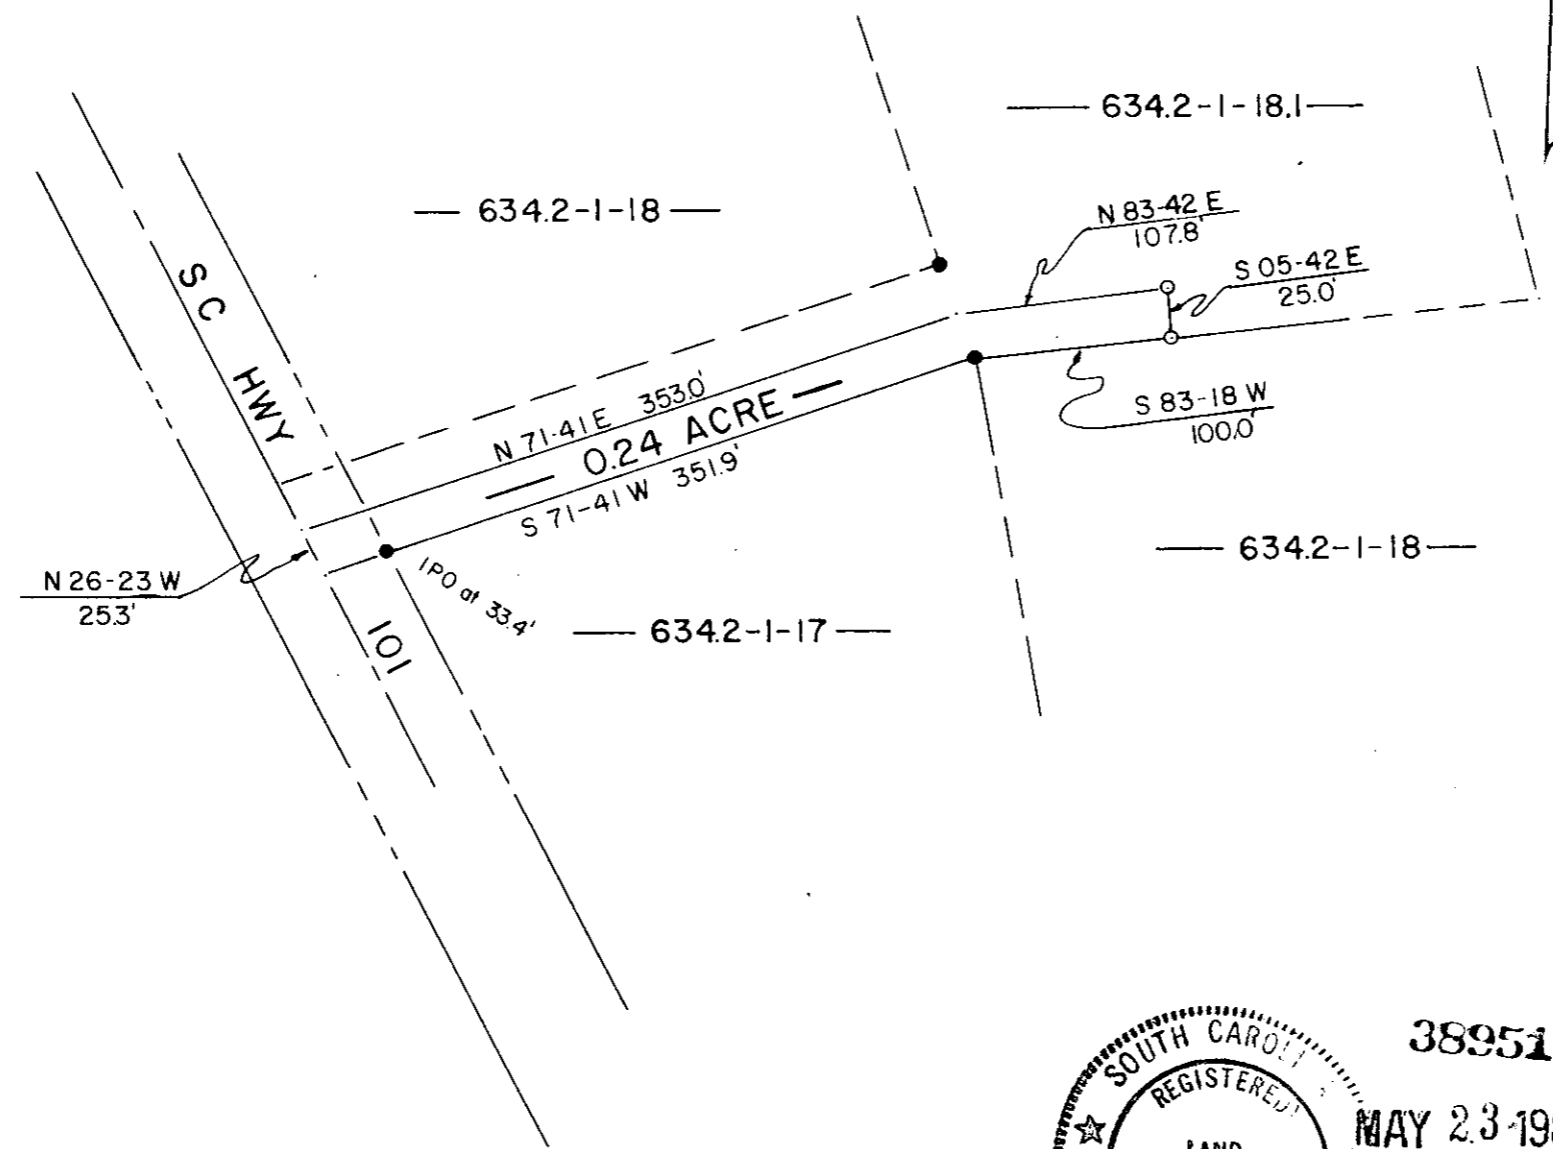 634.2-1-18.1
634.2-1-18
N 83-42 E
107.8'
S 05-42 E
25.0'
SC HWY 101
N 71-41 E 353.0'
0.24 ACRE
S 71-41 W 351.9'
S 83-18 W
100.0'
N 26-23 W
25.3'
IPO at 33.4'
634.2-1-17
634.2-1-18
SOUTH
REGISTERED
LAND
38951
MAY 23